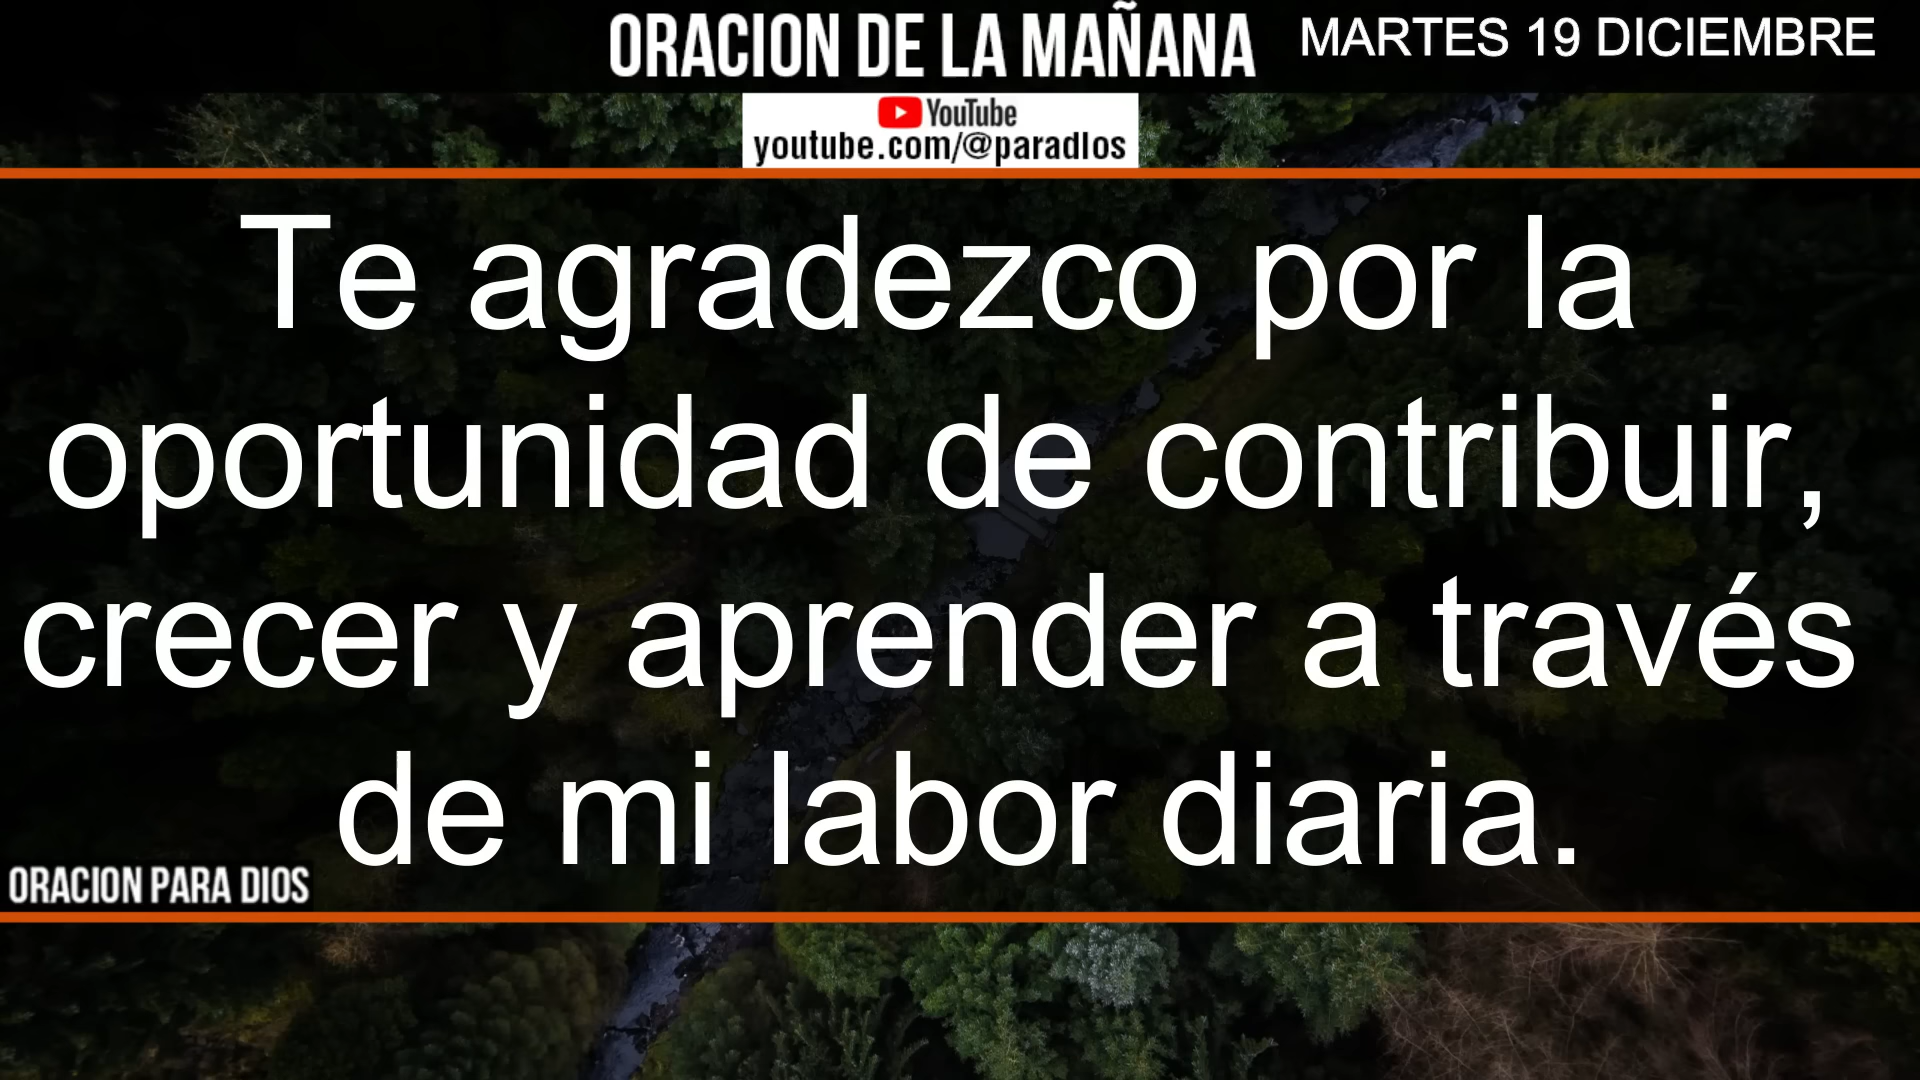 ORACION DE LA MAÑANA
MARTES 19 DICIEMBRE
YouTube
youtube.com/@paradIos
Te agradezco por la
oportunidad de contribuir,
crecer y aprender a través
de mi labor diaria.
ORACION PARA DIOS